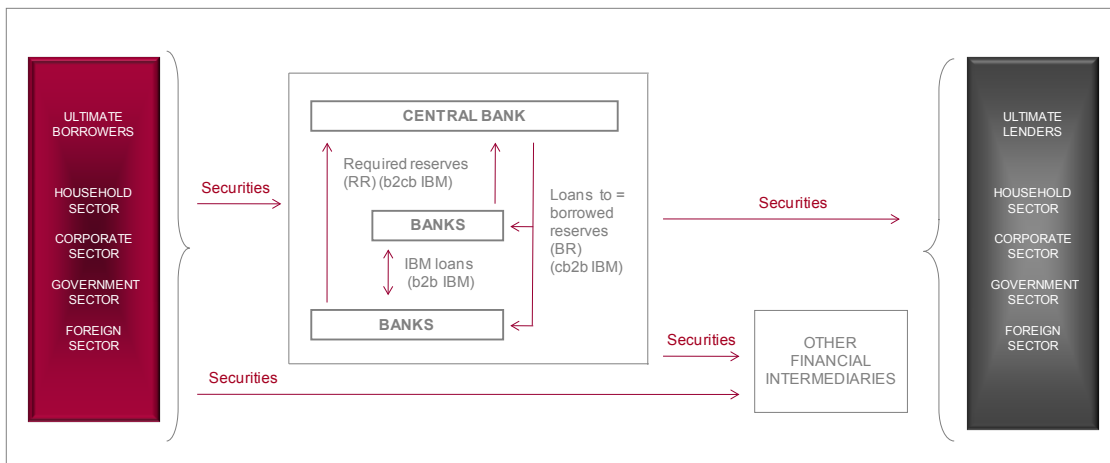 ULTIMATE
BORROWERS
HOUSEHOLD
SECTOR
CORPORATE
SECTOR
GOVERNMENT
SECTOR
FOREIGN
SECTOR
Securities
Securities
CENTRAL BANK
Required reserves
(RR) (b2cb IBM)
BANKS
IBM loans
(b2b IBM)
BANKS
Loans to =
borrowed
reserves
(BR)
(cb2b IBM)
Securities
Securities
OTHER
FINANCIAL
INTERMEDIARIES
ULTIMATE
LENDERS
HOUSEHOLD
SECTOR
CORPORATE
SECTOR
GOVERNMENT
SECTOR
FOREIGN
SECTOR